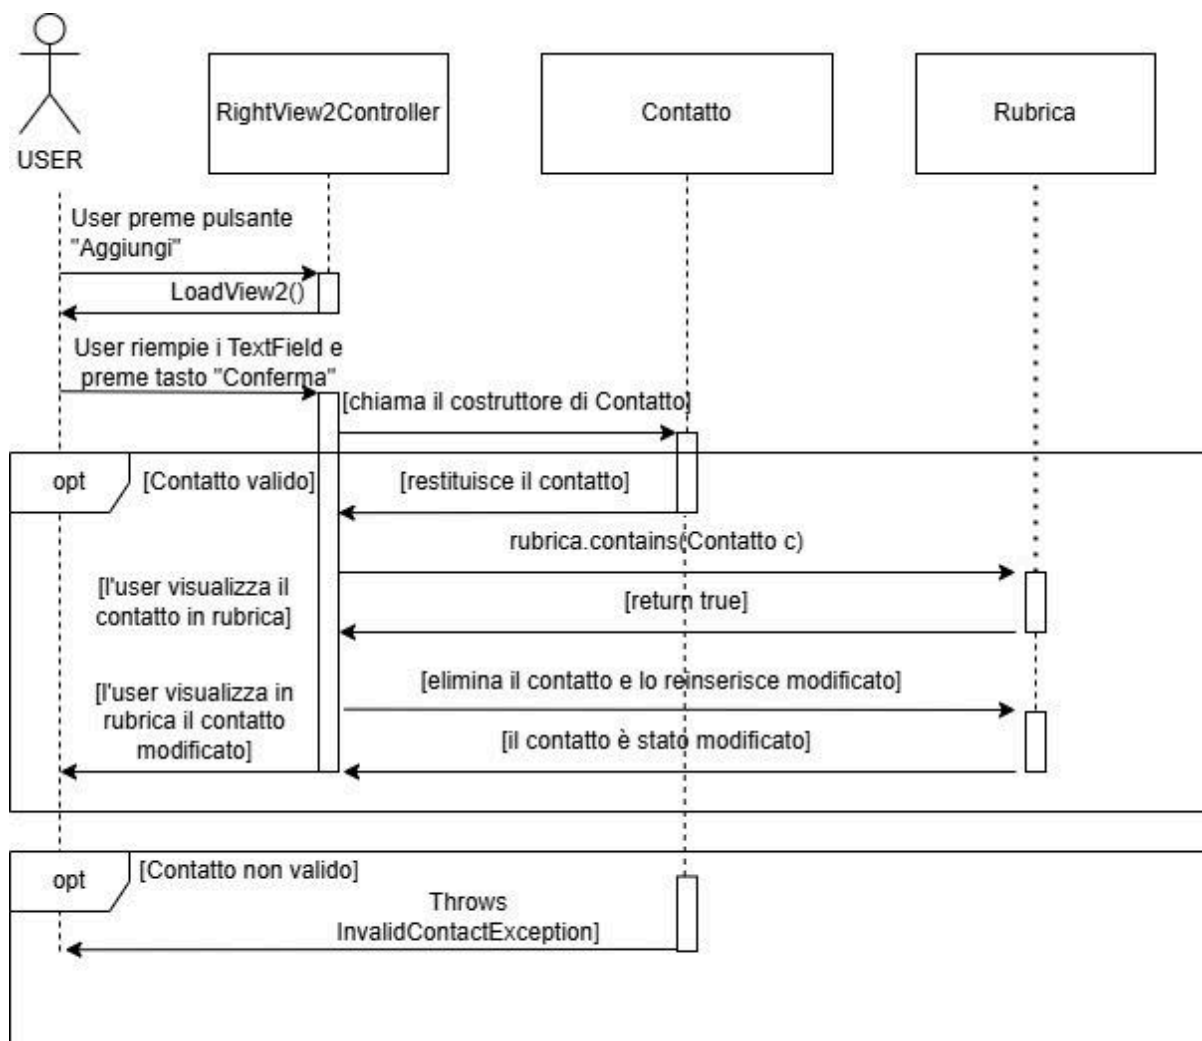 USER
RightView2Controller
Contatto
Rubrica
User preme pulsante
"Aggiungi"
LoadView2()
User riempie i TextField e
preme tasto "Conferma"
[chiama il costruttore di Contatto]
opt
[Contatto valido]
[restituisce il contatto]
rubrica.contains(Contatto c)
[l'user visualizza il
contatto in rubrica]
[return true]
[elimina il contatto e lo reinserisce modificato]
[l'user visualizza in
rubrica il contatto
modificato]
[il contatto è stato modificato]
opt
[Contatto non valido]
Throws
InvalidContactException]